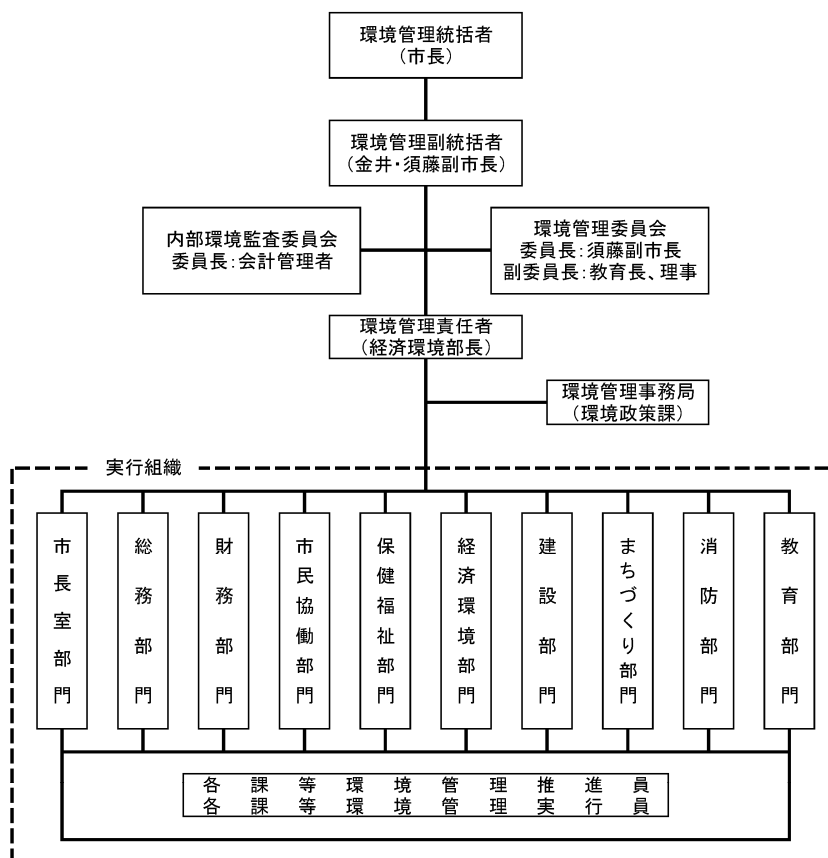 環境管理統括者
(市長)
環境管理副統括者
(金井・須藤副市長)
内部環境監査委員会
委員長:会計管理者
環境管理委員会
委員長:須藤副市長
副委員長:教育長、理事
環境管理責任者
(経済環境部長)
環境管理事務局
(環境政策課)
実行組織
市長室部門
総務部門
財務部門
市民協働部門
保健福祉部門
経済環境部門
建設部門
まちづくり部門
消防部門
教育部門
各課等環境管理推進員
各課等環境管理実行員